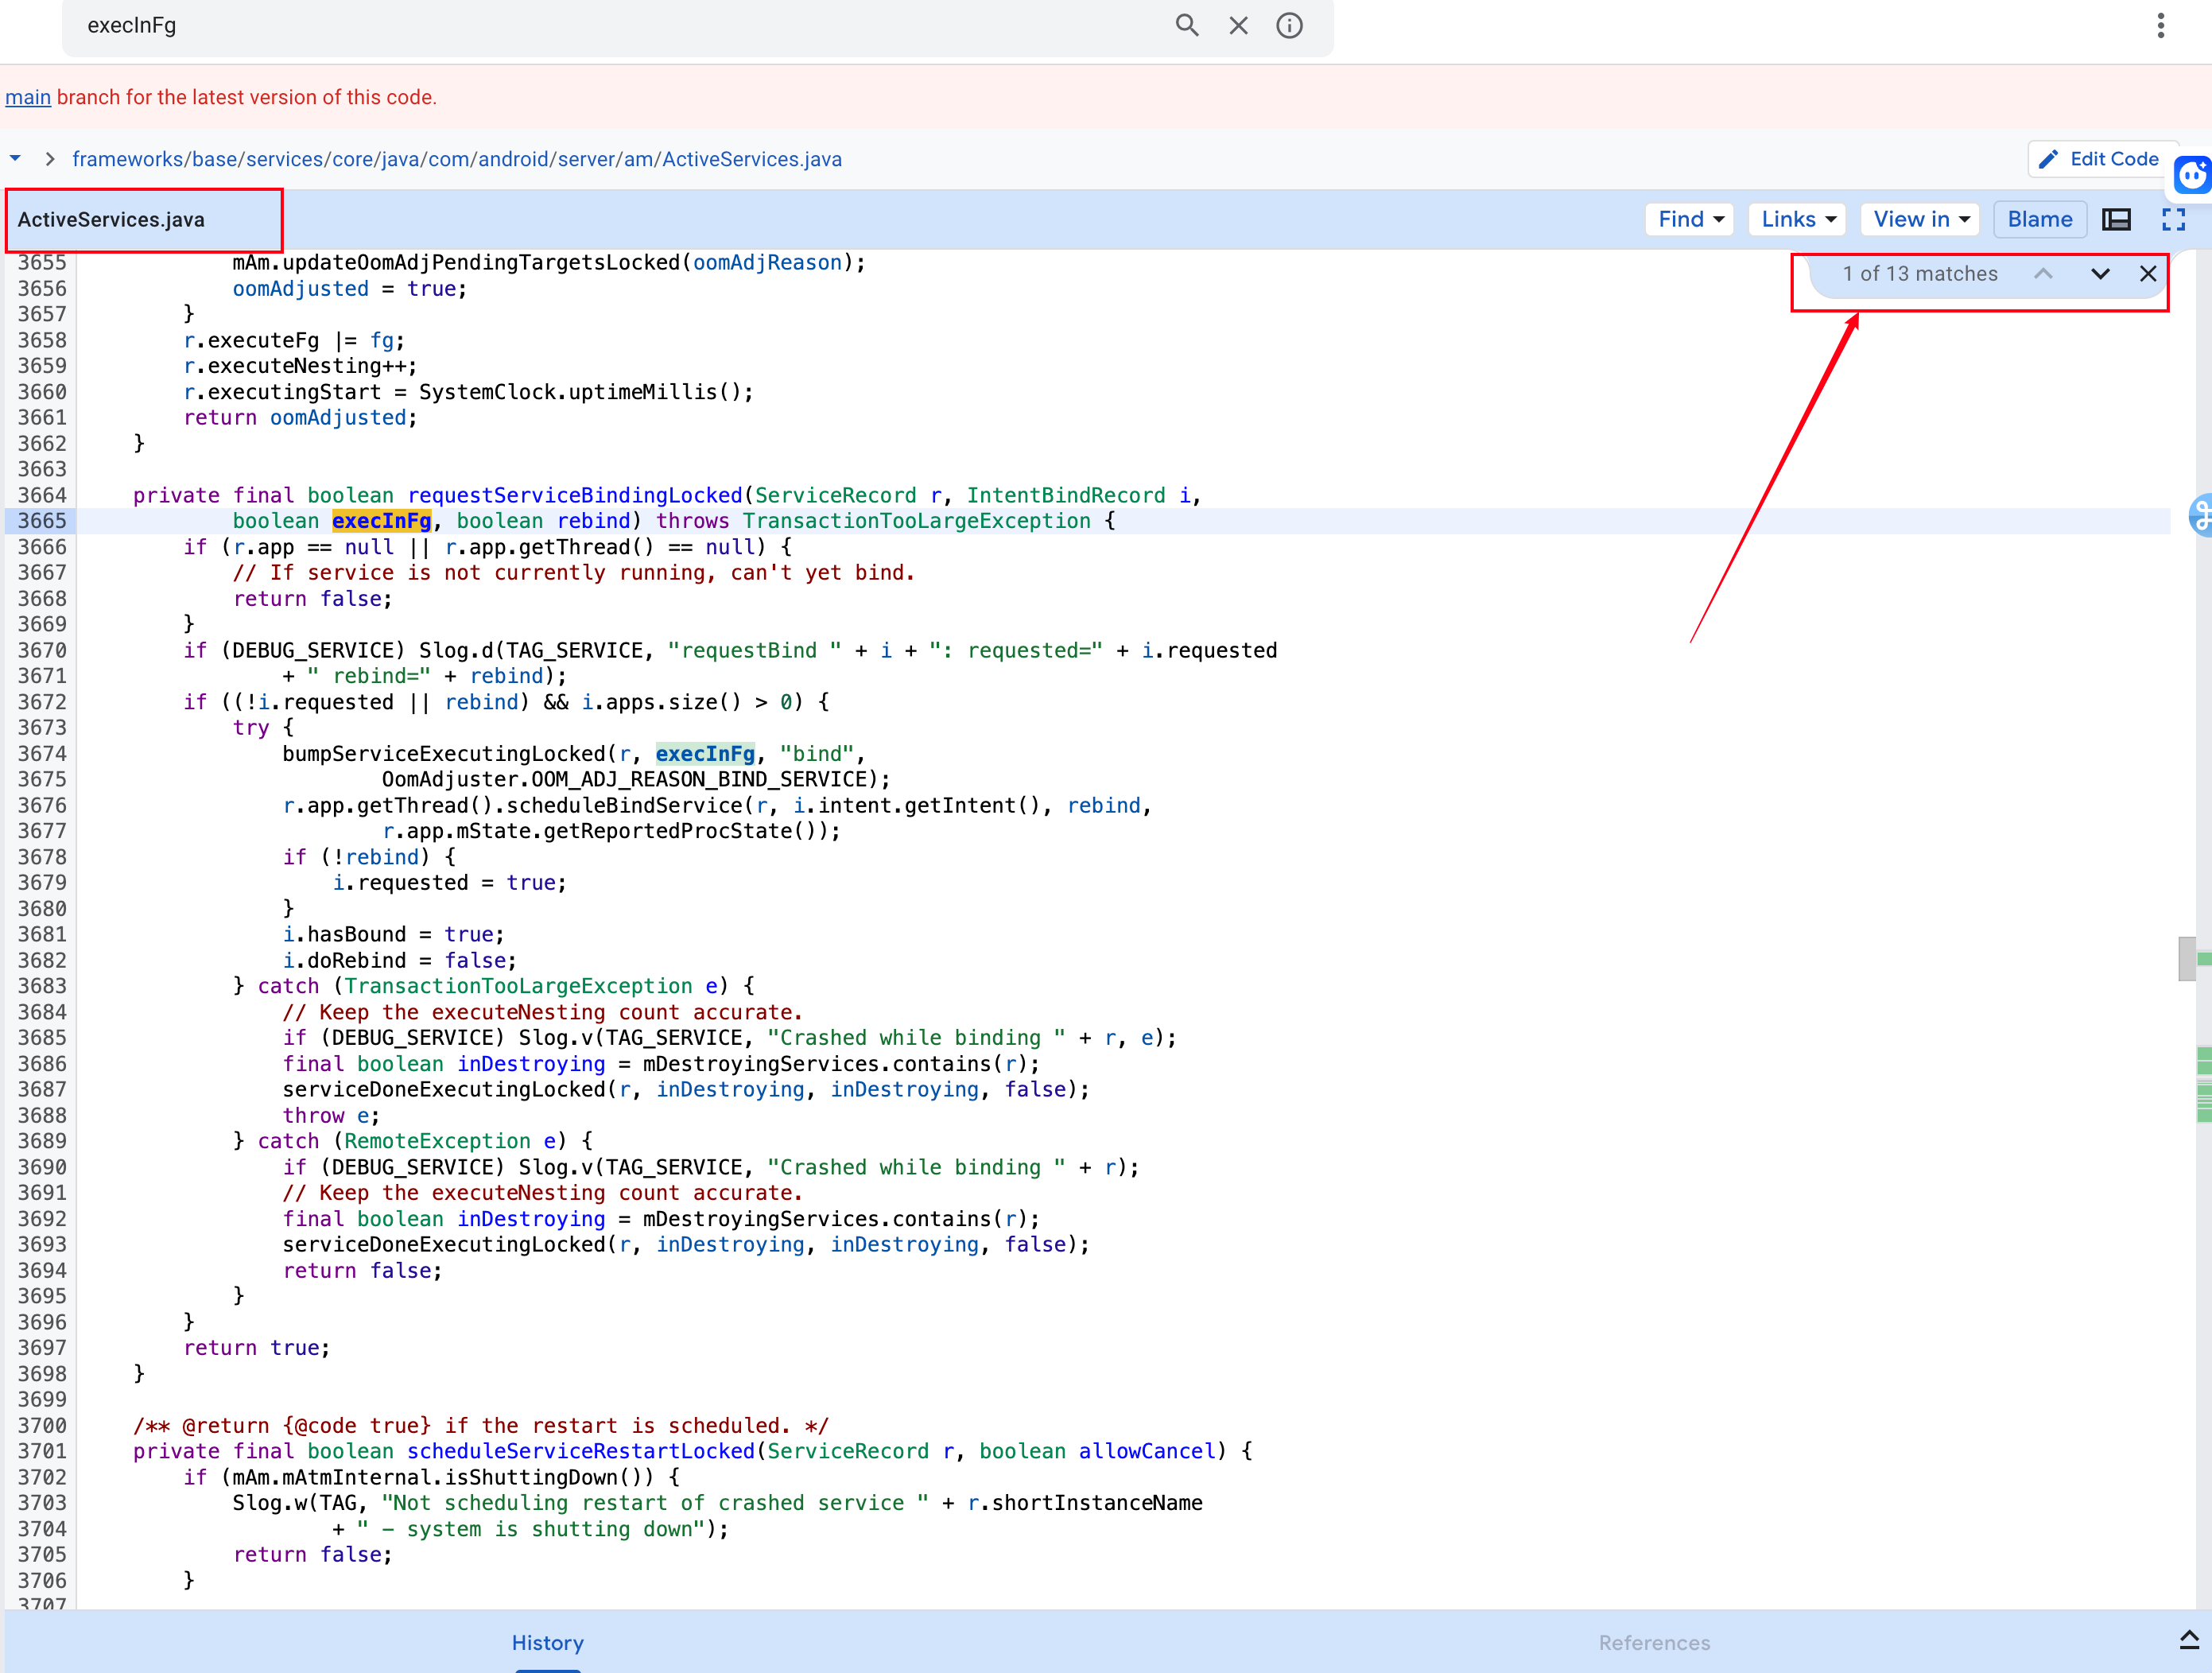 execInFg
main branch for the latest version of this code.
frameworks/base/services/core/java/com/android/server/am/ActiveServices.java
Edit Code
ActiveServices.java
Find
Links
View in
Blame
1 of 13 matches
3655 mAm.updateOomAdjPendingTargetsLocked(oomAdjReason);
3656 oomAdjusted = true;
3657 }
3658 r.executeFg |= fg;
3659 r.executeNesting++;
3660 r.executingStart = SystemClock.uptimeMillis();
3661 return oomAdjusted;
3662 }
3663
3664 private final boolean requestServiceBindingLocked(ServiceRecord r, IntentBindRecord i,
3665 boolean execInFg, boolean rebind) throws TransactionTooLargeException {
3666 if (r.app == null || r.app.getThread() == null) {
3667 // If service is not currently running, can't yet bind.
3668 return false;
3669 }
3670 if (DEBUG_SERVICE) Slog.d(TAG_SERVICE, "requestBind " + i + ": requested=" + i.requested
3671 + " rebind=" + rebind);
3672 if ((!i.requested || rebind) && i.apps.size() > 0) {
3673 try {
3674 bumpServiceExecutingLocked(r, execInFg, "bind",
3675 OomAdjuster.OOM_ADJ_REASON_BIND_SERVICE);
3676 r.app.getThread().scheduleBindService(r, i.intent.getIntent(), rebind,
3677 r.app.mState.getReportedProcState());
3678 if (!rebind) {
3679 i.requested = true;
3680 }
3681 i.hasBound = true;
3682 i.doRebind = false;
3683 } catch (TransactionTooLargeException e) {
3684 // Keep the executeNesting count accurate.
3685 if (DEBUG_SERVICE) Slog.v(TAG_SERVICE, "Crashed while binding " + r, e);
3686 final boolean inDestroying = mDestroyingServices.contains(r);
3687 serviceDoneExecutingLocked(r, inDestroying, inDestroying, false);
3688 throw e;
3689 } catch (RemoteException e) {
3690 if (DEBUG_SERVICE) Slog.v(TAG_SERVICE, "Crashed while binding " + r);
3691 // Keep the executeNesting count accurate.
3692 final boolean inDestroying = mDestroyingServices.contains(r);
3693 serviceDoneExecutingLocked(r, inDestroying, inDestroying, false);
3694 return false;
3695 }
3696 }
3697 return true;
3698 }
3699
3700 /** @return {@code true} if the restart is scheduled. */
3701 private final boolean scheduleServiceRestartLocked(ServiceRecord r, boolean allowCancel) {
3702 if (mAm.mAtmInternal.isShuttingDown()) {
3703 Slog.w(TAG, "Not scheduling restart of crashed service " + r.shortInstanceName
3704 + " - system is shutting down");
3705 return false;
3706 }
3707
History
References